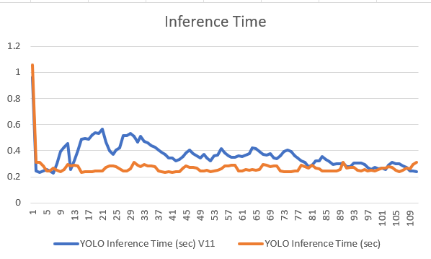 Inference Time
1.2
1
0.8
0.6
0.4
0.2
0
1 5 9 13 17 21 25 29 33 37 41 45 49 53 57 61 65 69 73 77 81 85 89 93 97 101 105 109
YOLO Inference Time (sec) V11 YOLO Inference Time (sec)